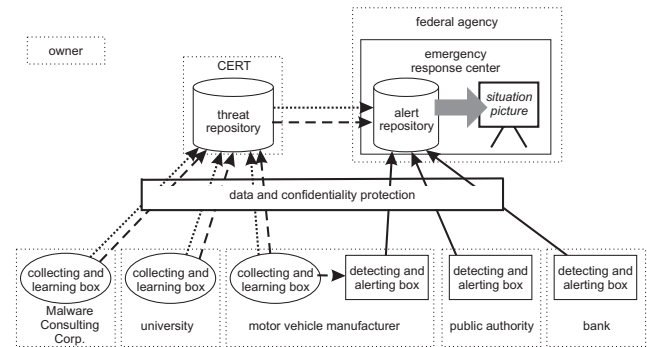 federal agency
owner
emergency
response center
CERT
threat
repository
alert
repository
situation
picture
data and confidentiality protection
collecting and
learning box
collecting and
learning box
collecting and
learning box
detecting and
alerting box
detecting and
alerting box
detecting and
alerting box
Malware
Consulting
Corp.
university
motor vehicle manufacturer
public authority
bank